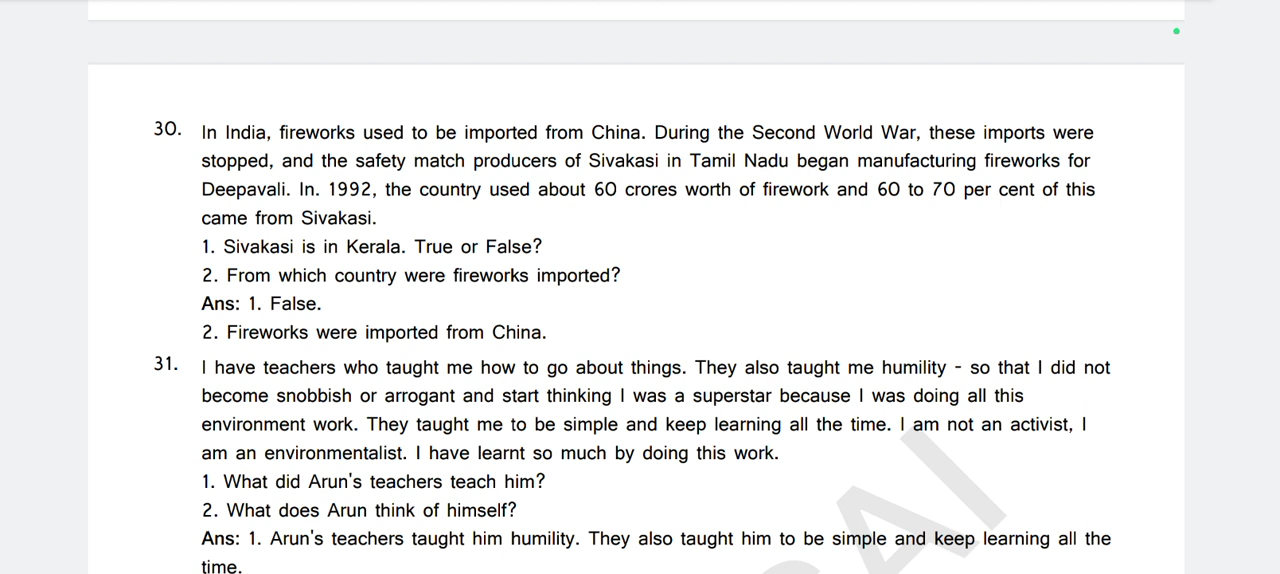 30. In India, fireworks used to be imported from China. During the Second World War, these imports were
stopped, and the safety match producers of Sivakasi in Tamil Nadu began manufacturing fireworks for
Deepavali. In. 1992, the country used about 60 crores worth of firework and 60 to 70 per cent of this
came from Sivakasi.
1. Sivakasi is in Kerala. True or False?
2. From which country were fireworks imported?
Ans: 1. False.
2. Fireworks were imported from China.
31. I have teachers who taught me how to go about things. They also taught me humility - so that I did not
become snobbish or arrogant and start thinking I was a superstar because I was doing all this
environment work. They taught me to be simple and keep learning all the time. I am not an activist, I
am an environmentalist. I have learnt so much by doing this work.
1. What did Arun's teachers teach him?
2. What does Arun think of himself?
Ans: 1. Arun's teachers taught him humility. They also taught him to be simple and keep learning all the
time.